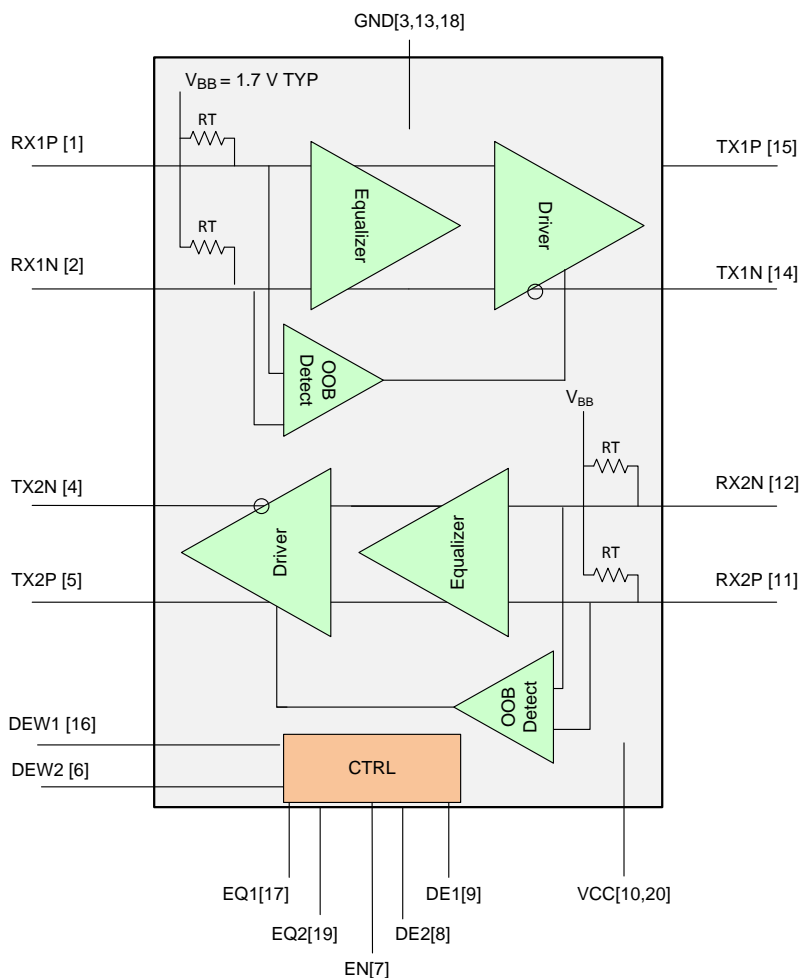 GND[3,13,18]
VBB = 1.7 V TYP
RT
RX1P [1]
TX1P [15]
Equalizer
Driver
RT
RX1N [2]
TX1N [14]
OOB
Detect
VBB
RT
TX2N [4]
RX2N [12]
Driver
Equalizer
RT
TX2P [5]
RX2P [11]
OOB
Detect
DEW1 [16]
CTRL
DEW2 [6]
EQ1[17]
DE1[9]
VCC[10,20]
EQ2[19]
DE2[8]
EN[7]